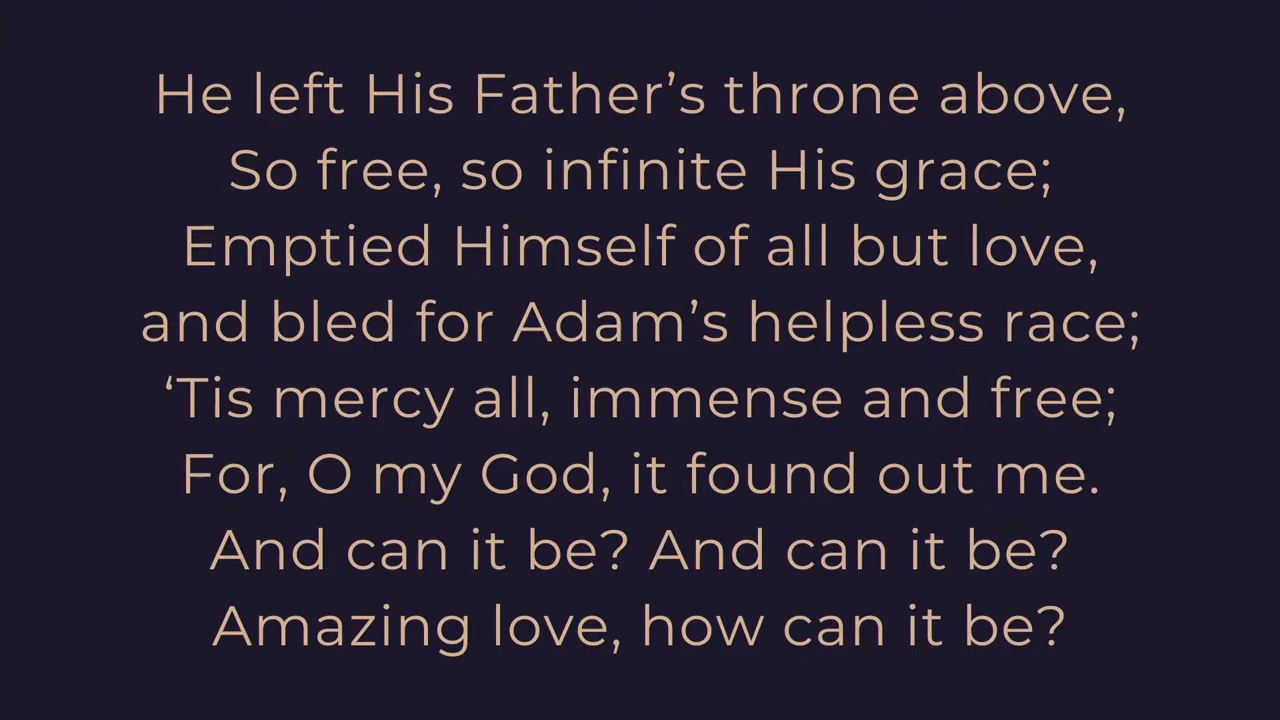 He left His Father’s throne above,
So free, so infinite His grace;
Emptied Himself of all but love,
and bled for Adam’s helpless race;
‘Tis mercy all, immense and free;
For, O my God, it found out me.
And can it be? And can it be?
Amazing love, how can it be?